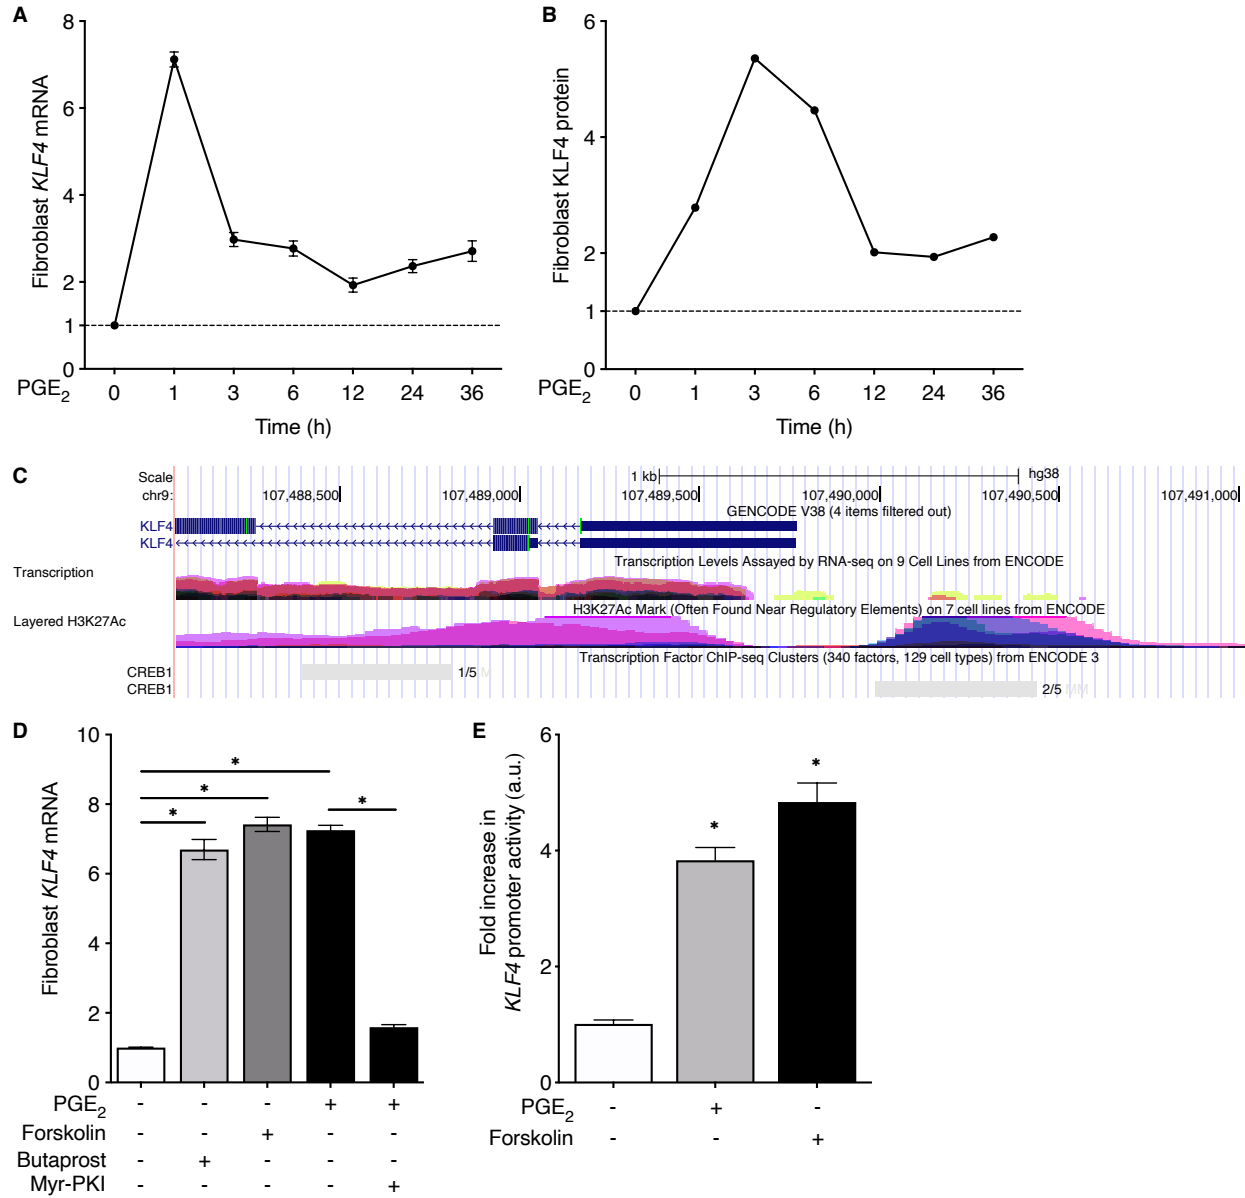 A
Fibroblast KLF4 mRNA
8
6
4
2
1
0
PGE2
0 1 3 6 12 24 36
Time (h)
B
Fibroblast KLF4 protein
6
4
2
1
0
PGE2
0 1 3 6 12 24 36
Time (h)
C
Scale 1 kb hg38
chr9: 107,488,500 107,489,000 107,489,500 107,490,000 107,490,500 107,491,000
GENCODE V38 (4 items filtered out)
KLF4
KLF4
Transcription Levels Assayed by RNA-seq on 9 Cell Lines from ENCODE
Transcription
H3K27Ac Mark (Often Found Near Regulatory Elements) on 7 cell lines from ENCODE
Layered H3K27Ac
Transcription Factor ChIP-seq Clusters (340 factors, 129 cell types) from ENCODE 3
CREB1 1/5 M
CREB1 2/5 MM
D
Fibroblast KLF4 mRNA
10
8
6
4
2
0
* * * *
PGE2 - - - + +
Forskolin - - + - -
Butaprost - + - - -
Myr-PKI - - - - +
E
Fold increase in
KLF4 promoter activity (a.u.)
6
4
2
0
* *
PGE2 - + -
Forskolin - - +